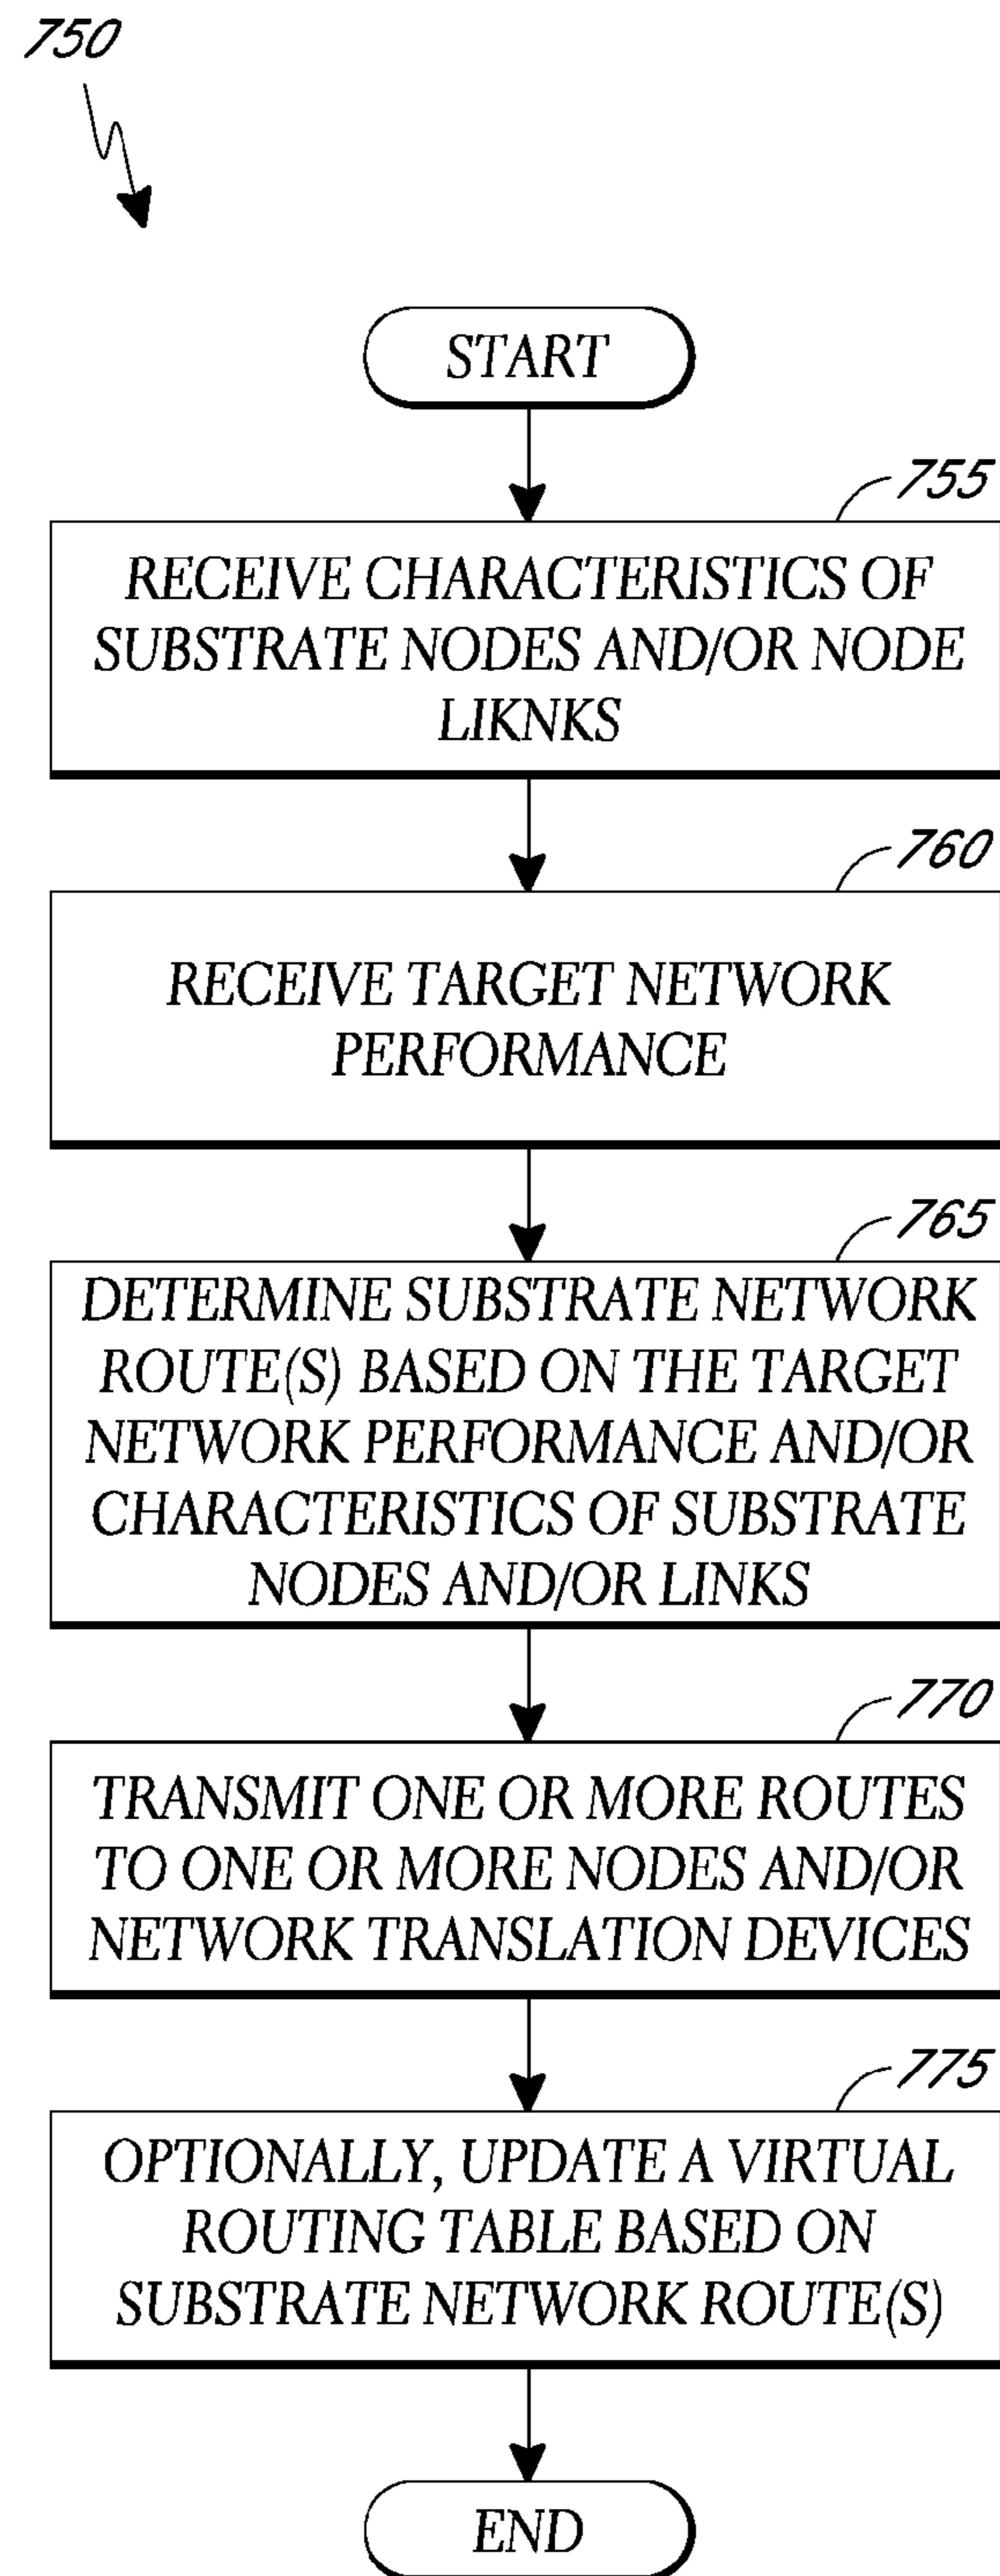 750
START
755
RECEIVE CHARACTERISTICS OF
SUBSTRATE NODES AND/OR NODE
LIKNKS
760
RECEIVE TARGET NETWORK
PERFORMANCE
765
DETERMINE SUBSTRATE NETWORK
ROUTE(S) BASED ON THE TARGET
NETWORK PERFORMANCE AND/OR
CHARACTERISTICS OF SUBSTRATE
NODES AND/OR LINKS
770
TRANSMIT ONE OR MORE ROUTES
TO ONE OR MORE NODES AND/OR
NETWORK TRANSLATION DEVICES
775
OPTIONALLY, UPDATE A VIRTUAL
ROUTING TABLE BASED ON
SUBSTRATE NETWORK ROUTE(S)
END